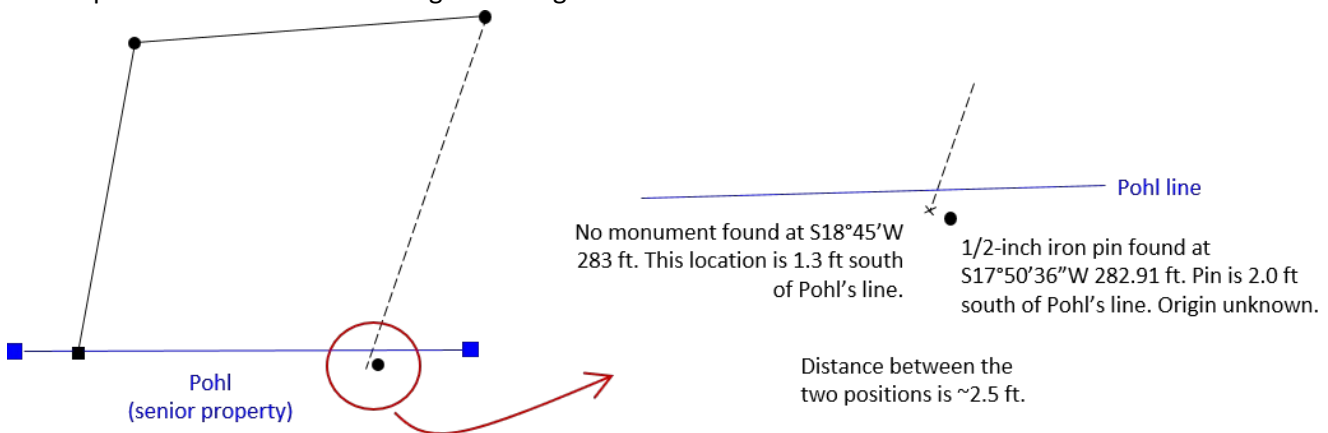 Pohl
(senior property)
Pohl line
No monument found at S18°45’W
283 ft. This location is 1.3 ft south
of Pohl’s line.
1/2-inch iron pin found at
S17°50’36”W 282.91 ft. Pin is 2.0 ft
south of Pohl’s line. Origin unknown.
Distance between the
two positions is ~2.5 ft.